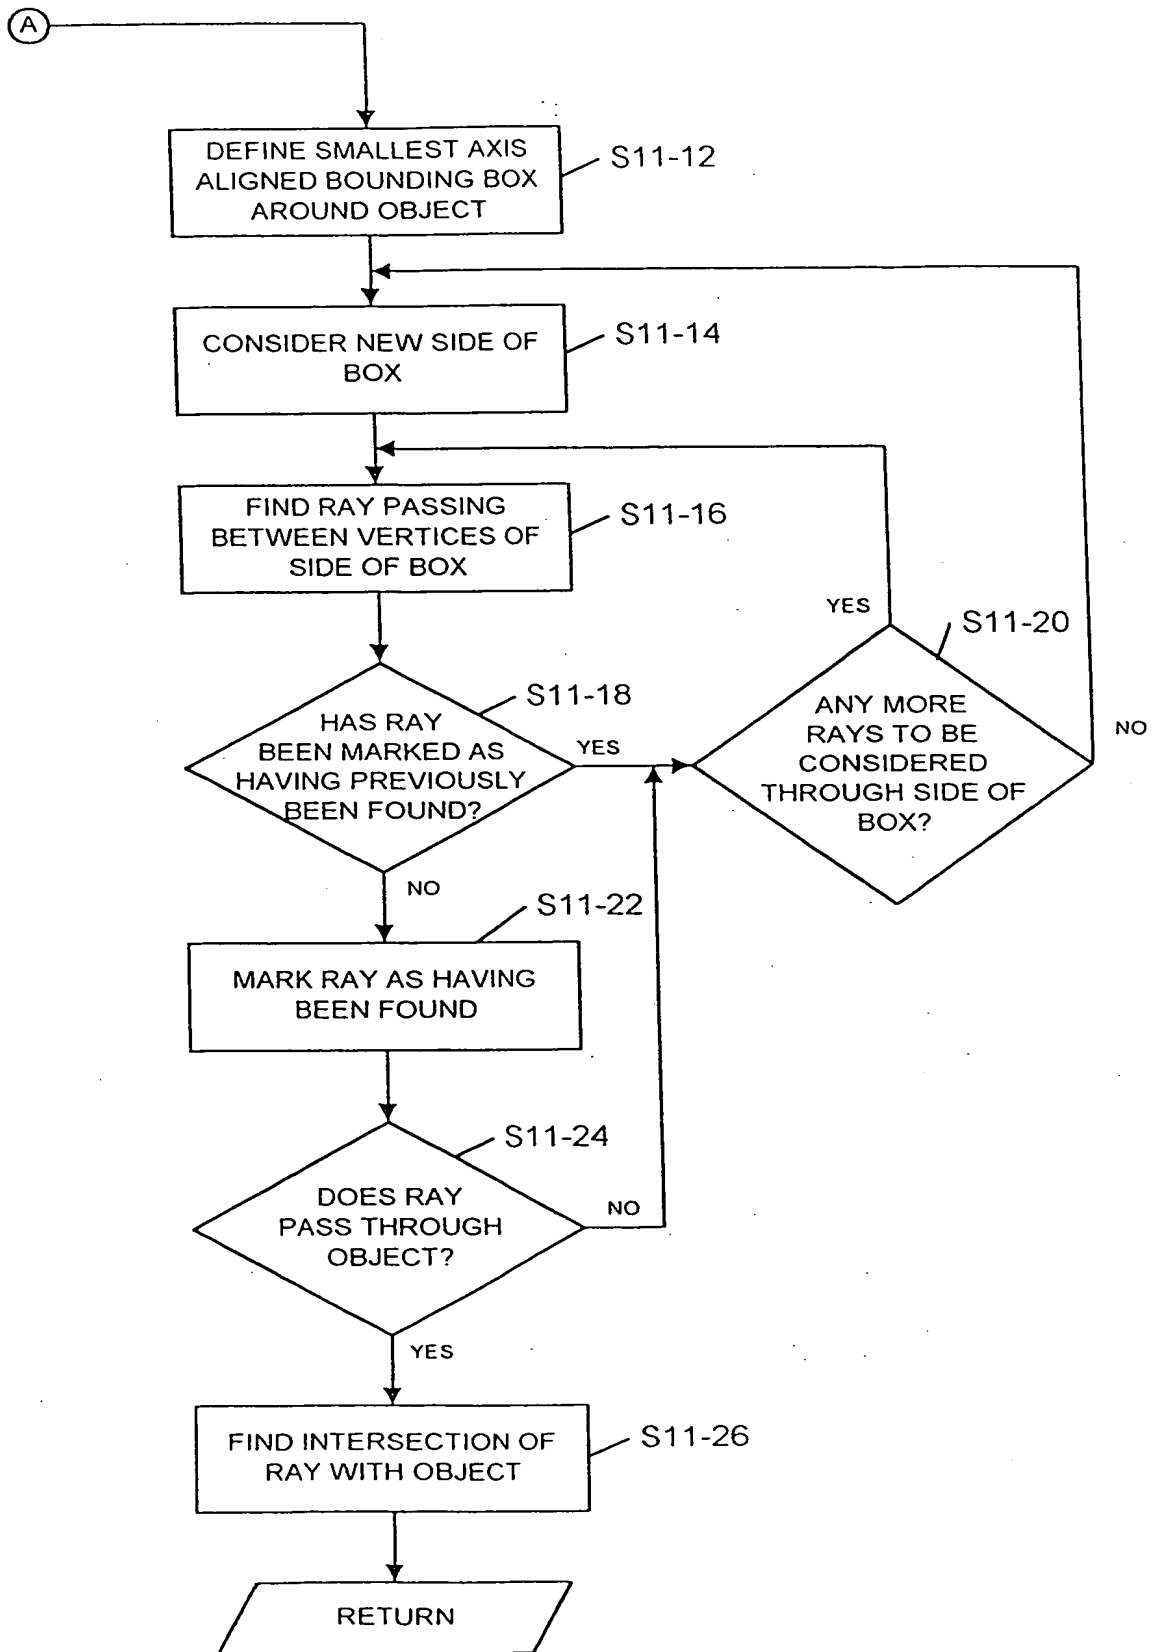 A
DEFINE SMALLEST AXIS
ALIGNED BOUNDING BOX
AROUND OBJECT
S11-12
CONSIDER NEW SIDE OF
BOX
S11-14
FIND RAY PASSING
BETWEEN VERTICES OF
SIDE OF BOX
S11-16
HAS RAY
BEEN MARKED AS
HAVING PREVIOUSLY
BEEN FOUND?
S11-18
YES
NO
YES
S11-20
ANY MORE
RAYS TO BE
CONSIDERED
THROUGH SIDE OF
BOX?
NO
S11-22
MARK RAY AS HAVING
BEEN FOUND
S11-24
DOES RAY
PASS THROUGH
OBJECT?
NO
YES
FIND INTERSECTION OF
RAY WITH OBJECT
S11-26
RETURN